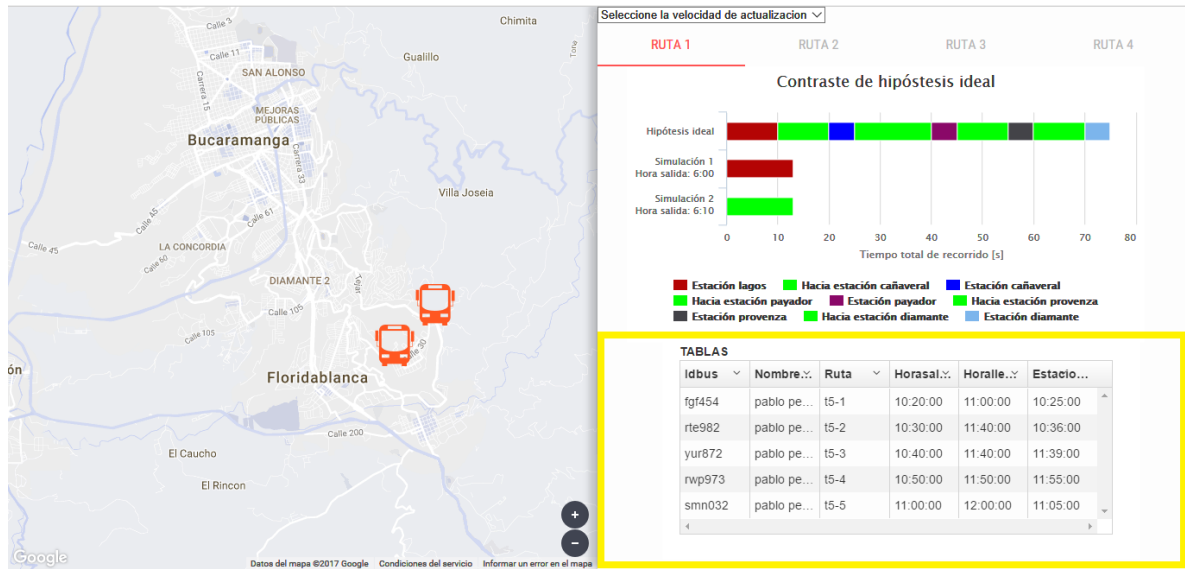 Chimita
Calle 3
Tona
Calle 11
Gualillo
SAN ALONSO
Carrera 15
MEJORAS
PÚBLICAS
Bucaramanga
Carrera 33
Villa Joseia
Calle 45
Calle 61
Calle 45
LA CONCORDIA
Calle 60
DIAMANTE 2
Tejar
Calle 105
Calle 105
Calle 30
ón
Floridablanca
Calle 200
El Caucho
El Rincon
+
−
Google
Datos del mapa ©2017 Google Condiciones del servicio Informar un error en el mapa
Seleccione la velocidad de actualizacion
RUTA 1 RUTA 2 RUTA 3 RUTA 4
Contraste de hipóstesis ideal
Hipótesis ideal
Simulación 1
Hora salida: 6:00
Simulación 2
Hora salida: 6:10
0 10 20 30 40 50 60 70 80
Tiempo total de recorrido [s]
Estación lagos Hacia estación cañaveral Estación cañaveral
Hacia estación payador Estación payador Hacia estación provenza
Estación provenza Hacia estación diamante Estación diamante
TABLAS
Idbus Nombre... Ruta Horasal... Horalle... Estacio...
fgf454 pablo pe... t5-1 10:20:00 11:00:00 10:25:00
rte982 pablo pe... t5-2 10:30:00 11:40:00 10:36:00
yur872 pablo pe... t5-3 10:40:00 11:40:00 11:39:00
rwp973 pablo pe... t5-4 10:50:00 11:50:00 11:55:00
smn032 pablo pe... t5-5 11:00:00 12:00:00 11:05:00